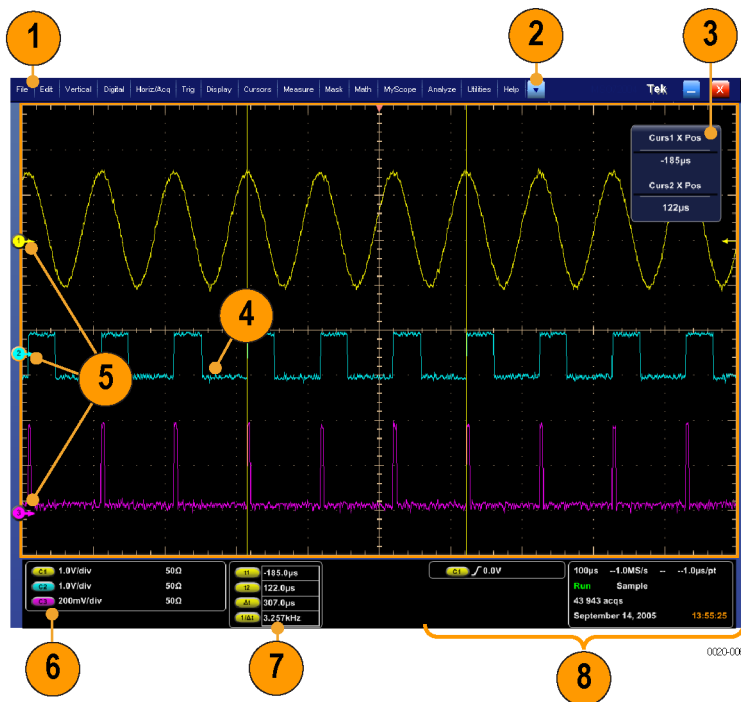 1
2
3
File Edit Vertical Digital Horiz/Acq Trig Display Cursors Measure Mask Math MyScope Analyze Utilities Help Tek X
Curs1 X Pos
-185µs
Curs2 X Pos
122µs
1
4
2
5
3
C1 1.0V/div 50Ω
C2 1.0V/div 50Ω
C3 200mV/div 50Ω
t1 -185.0µs
t2 122.0µs
Δt 307.0µs
1/Δt 3.257kHz
C1 0.0V
100µs --1.0MS/s -- --1.0µs/pt
Run Sample
43 943 acqs
September 14, 2005 13:55:25
6
7
8